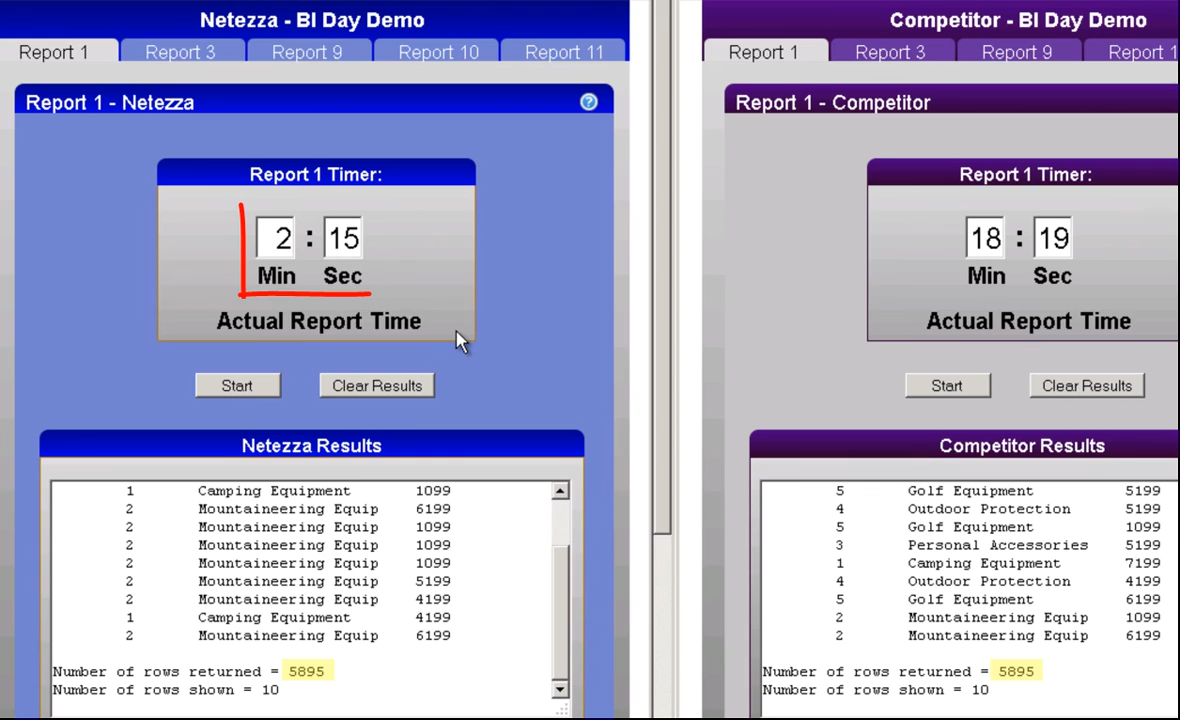 Netezza - BI Day Demo
Report 1 Report 3 Report 9 Report 10 Report 11
Report 1 - Netezza
?
Report 1 Timer:
2 : 15
Min Sec
Actual Report Time
Start Clear Results
Netezza Results
1 Camping Equipment 1099
2 Mountaineering Equip 6199
2 Mountaineering Equip 1099
2 Mountaineering Equip 1099
2 Mountaineering Equip 1099
2 Mountaineering Equip 5199
2 Mountaineering Equip 4199
1 Camping Equipment 4199
2 Mountaineering Equip 6199
Number of rows returned = 5895
Number of rows shown = 10
Competitor - BI Day Demo
Report 1 Report 3 Report 9 Report 1
Report 1 - Competitor
Report 1 Timer:
18 : 19
Min Sec
Actual Report Time
Start Clear Results
Competitor Results
5 Golf Equipment 5199
4 Outdoor Protection 5199
5 Golf Equipment 1099
3 Personal Accessories 5199
1 Camping Equipment 7199
4 Outdoor Protection 4199
5 Golf Equipment 6199
2 Mountaineering Equip 1099
2 Mountaineering Equip 6199
Number of rows returned = 5895
Number of rows shown = 10